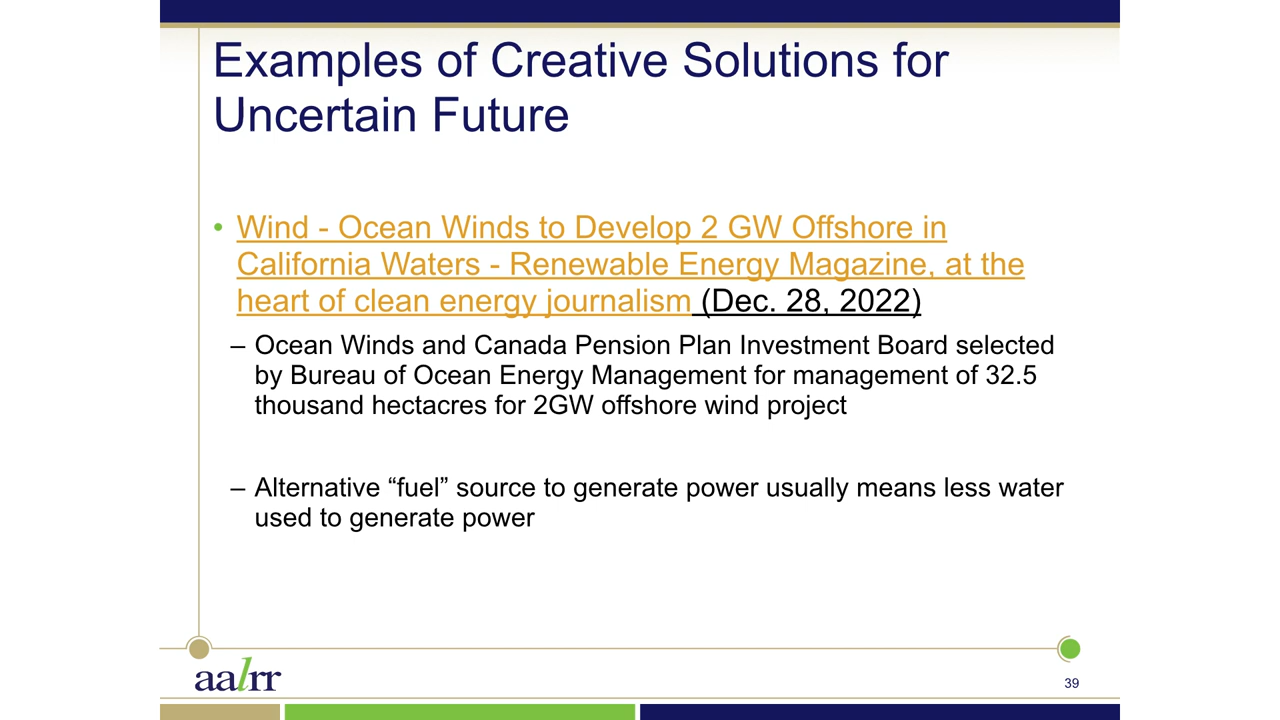 Examples of Creative Solutions for
Uncertain Future
• Wind - Ocean Winds to Develop 2 GW Offshore in
California Waters - Renewable Energy Magazine, at the
heart of clean energy journalism (Dec. 28, 2022)
– Ocean Winds and Canada Pension Plan Investment Board selected
by Bureau of Ocean Energy Management for management of 32.5
thousand hectacres for 2GW offshore wind project
– Alternative “fuel” source to generate power usually means less water
used to generate power
aalrr
39